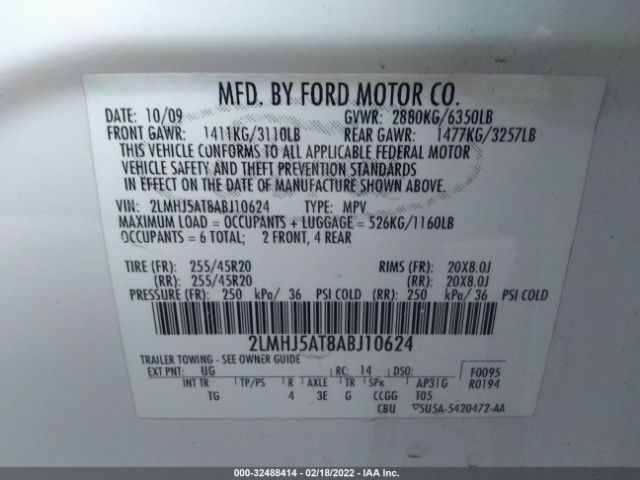 MFD. BY FORD MOTOR CO.
DATE: 10/09 GVWR: 2880KG/6350LB
FRONT GAWR: 1411KG/3110LB REAR GAWR: 1477KG/3257LB
THIS VEHICLE CONFORMS TO ALL APPLICABLE FEDERAL MOTOR
VEHICLE SAFETY AND THEFT PREVENTION STANDARDS
IN EFFECT ON THE DATE OF MANUFACTURE SHOWN ABOVE.
VIN: 2LMHJ5AT8ABJ10624 TYPE: MPV
MAXIMUM LOAD = OCCUPANTS + LUGGAGE = 526KG/1160LB
OCCUPANTS = 6 TOTAL; 2 FRONT, 4 REAR
TIRE (FR): 255/45R20 RIMS (FR): 20X8.0J
(RR): 255/45R20 (RR): 20X8.0J
PRESSURE (FR): 250 kPa/ 36 PSI COLD (RR): 250 kPa/ 36 PSI COLD
2LMHJ5AT8ABJ10624
TRAILER TOWING - SEE OWNER GUIDE
EXT PNT: UG RC: 14 DSO: F0095
INT TR TP/PS R AXLE TR SPR AP31G R0194
TG 4 3E G CCGG T05
CBU 5U5A-5420472-AA
000-32488414 - 02/18/2022 - IAA Inc.